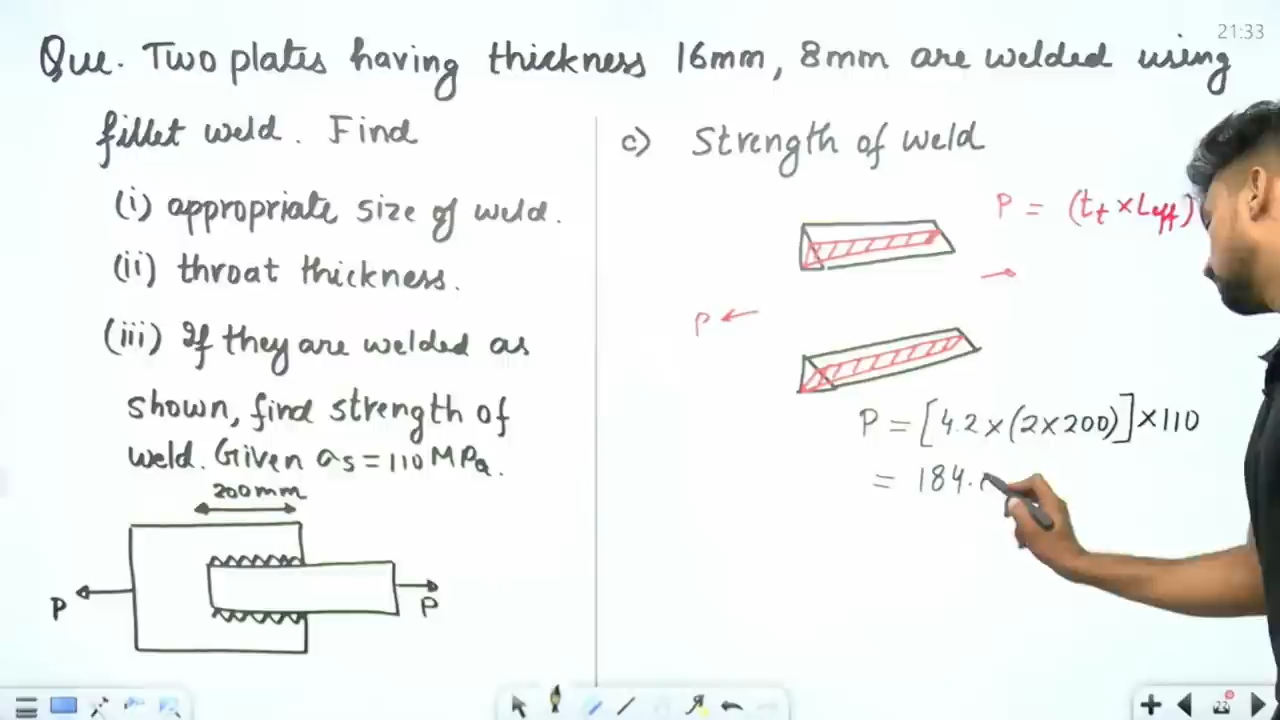 21:33
Que. Two plates having thickness 16mm, 8mm are welded using
fillet weld. Find
(i) appropriate size of weld.
(ii) throat thickness.
(iii) If they are welded as
shown, find strength of
weld. Given as = 110 MPa.
200mm
P
P
c) Strength of weld
P = (tt × Leff)
P
P = [4.2×(2×200)]×110
= 184.
22